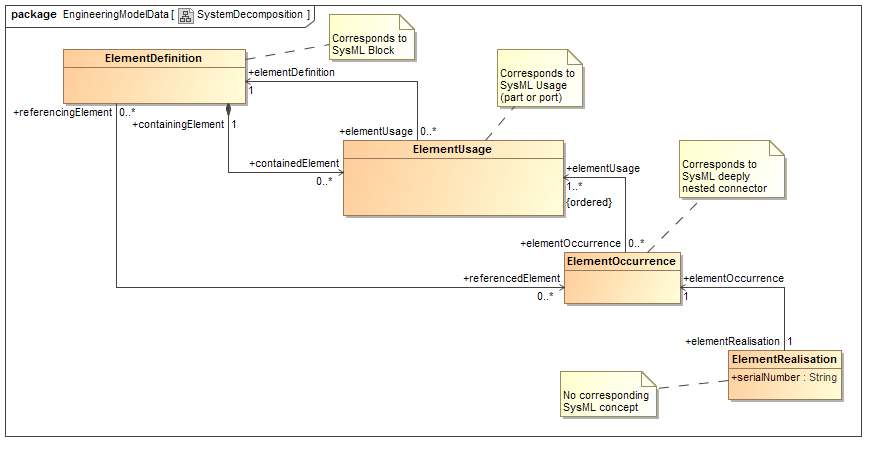 package EngineeringModelData [ SystemDecomposition ]
Corresponds to
SysML Block
ElementDefinition
+elementDefinition
1
Corresponds to
SysML Usage
(part or port)
+referencingElement
0..*
+containingElement
1
+elementUsage
0..*
ElementUsage
+containedElement
0..*
+elementUsage
1..*
{ordered}
Corresponds to
SysML deeply
nested connector
+elementOccurrence
0..*
ElementOccurrence
+referencedElement
0..*
+elementOccurrence
1
+elementRealisation
1
ElementRealisation
+serialNumber : String
No corresponding
SysML concept